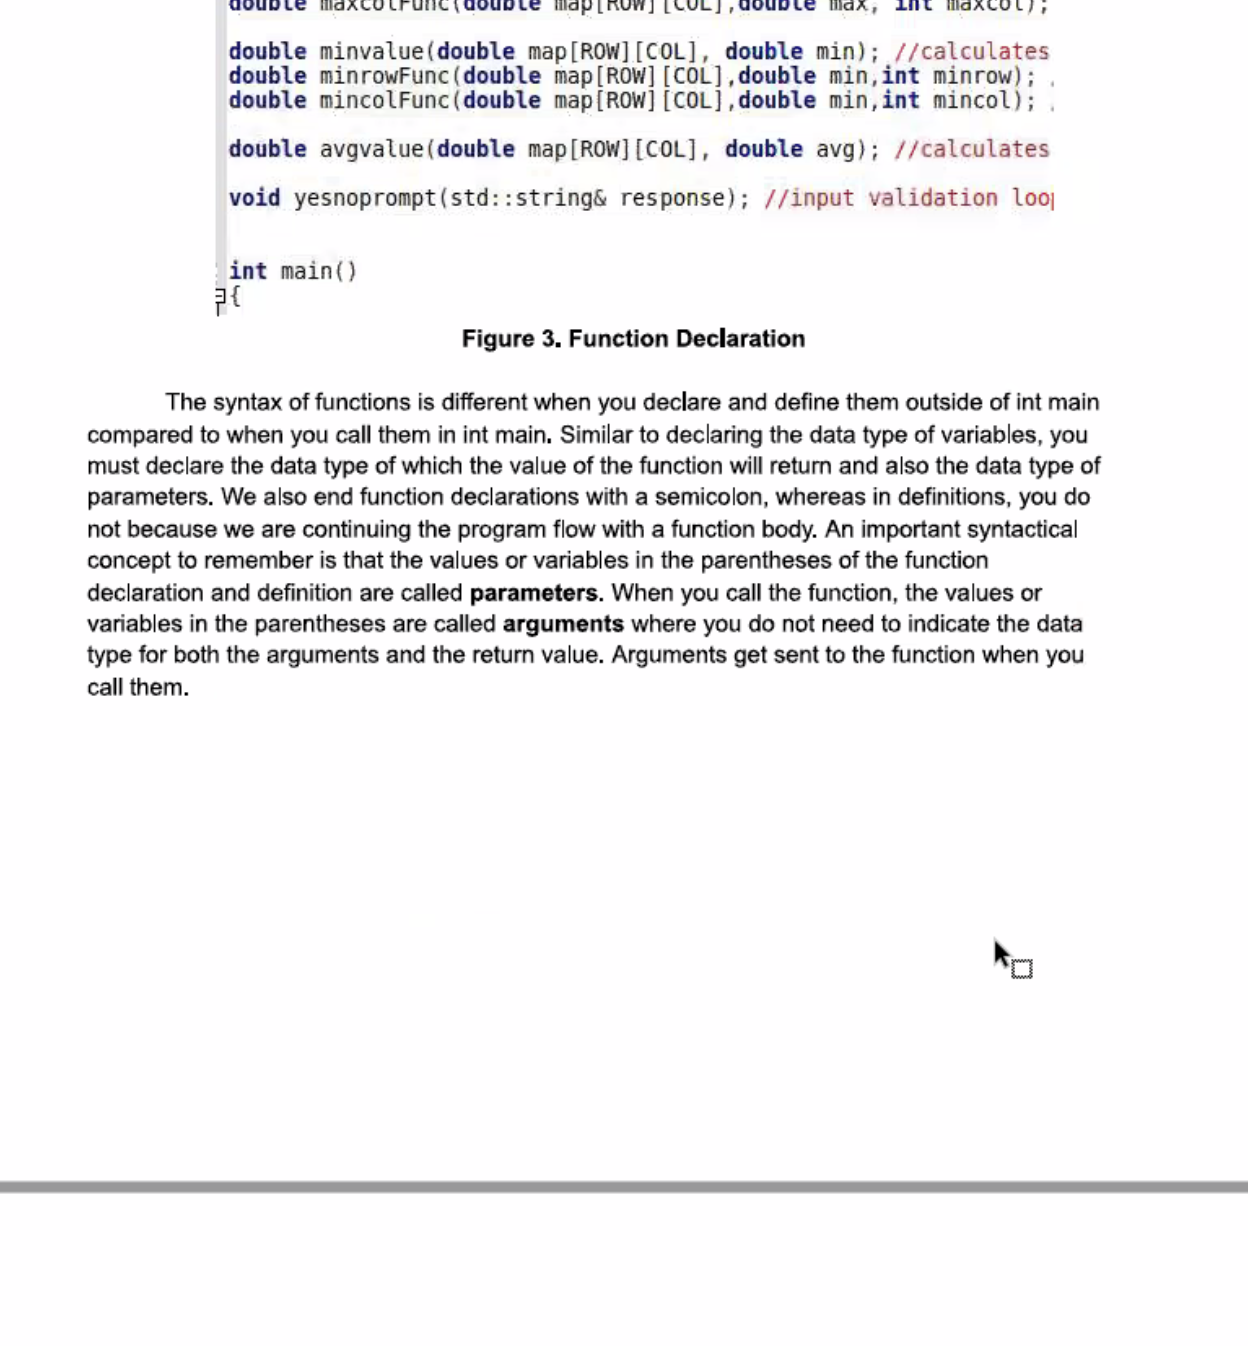 double maxcolFunc(double map[ROW][COL],double max, int maxcol);
double minvalue(double map[ROW][COL], double min); //calculates
double minrowFunc(double map[ROW][COL],double min,int minrow);
double mincolFunc(double map[ROW][COL],double min,int mincol);
double avgvalue(double map[ROW][COL], double avg); //calculates
void yesnoprompt(std::string& response); //input validation loop
int main()
{
Figure 3. Function Declaration
The syntax of functions is different when you declare and define them outside of int main
compared to when you call them in int main. Similar to declaring the data type of variables, you
must declare the data type of which the value of the function will return and also the data type of
parameters. We also end function declarations with a semicolon, whereas in definitions, you do
not because we are continuing the program flow with a function body. An important syntactical
concept to remember is that the values or variables in the parentheses of the function
declaration and definition are called parameters. When you call the function, the values or
variables in the parentheses are called arguments where you do not need to indicate the data
type for both the arguments and the return value. Arguments get sent to the function when you
call them.